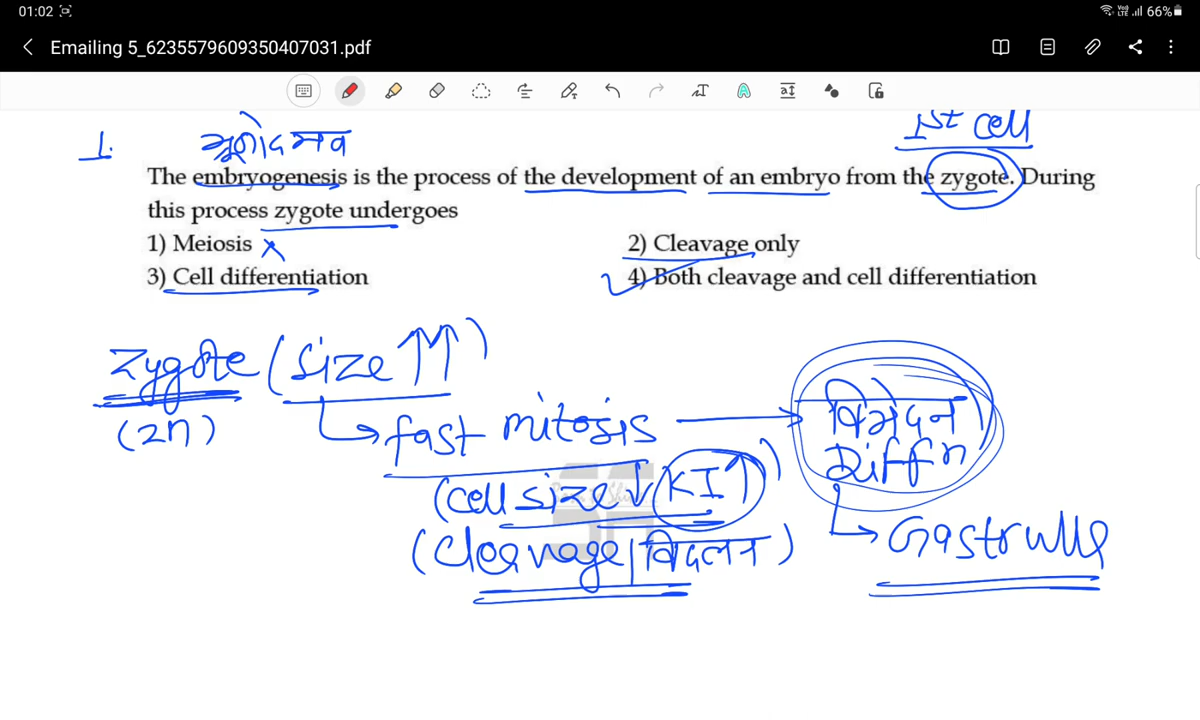 01:02 66%
Emailing 5_6235579609350407031.pdf
1st cell
1. भ्रूणोद्भव
The embryogenesis is the process of the development of an embryo from the zygote. During
this process zygote undergoes
1) Meiosis 2) Cleavage only
3) Cell differentiation 4) Both cleavage and cell differentiation
Zygote (size ↑↑)
(2n) fast mitosis → विभेदन
(cell size ↓ (KI↑)) Diffn
(Cleavage | विदलन) Gastrulla